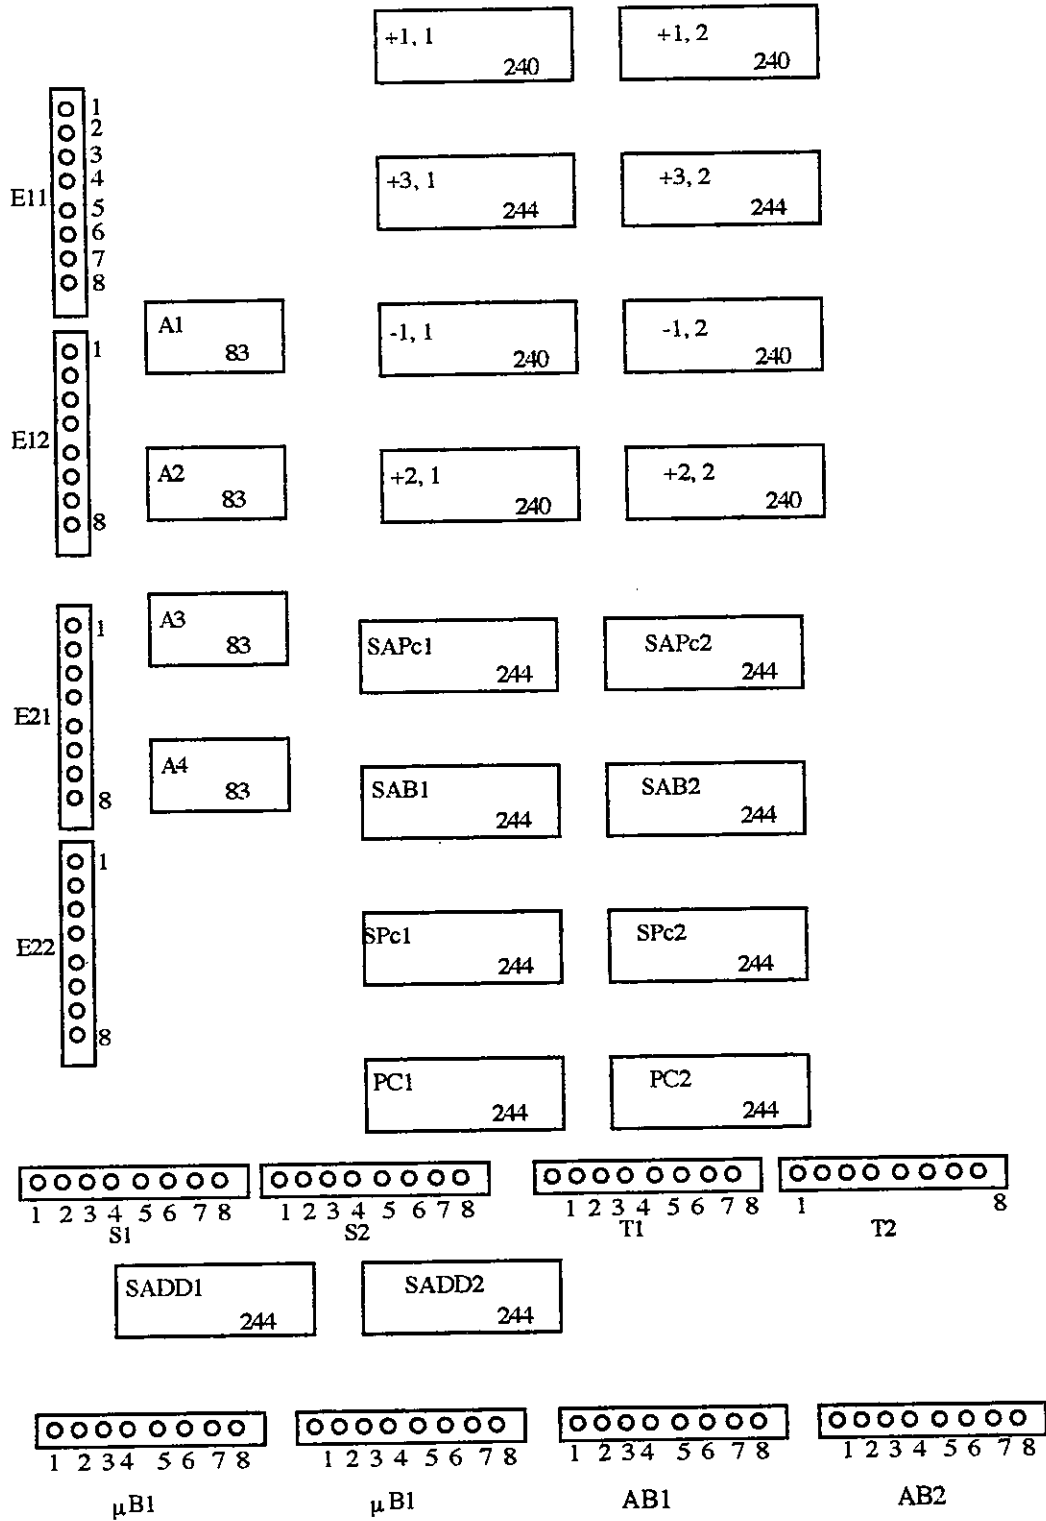 +1, 1
240
+1, 2
240
1
2
3
4
5
6
7
8
E11
+3, 1
244
+3, 2
244
A1
83
-1, 1
240
-1, 2
240
1
E12
8
A2
83
+2, 1
240
+2, 2
240
1
E21
8
A3
83
SAPc1
244
SAPc2
244
A4
83
SAB1
244
SAB2
244
1
E22
8
SPc1
244
SPc2
244
PC1
244
PC2
244
1 2 3 4 5 6 7 8
S1
1 2 3 4 5 6 7 8
S2
1 2 3 4 5 6 7 8
T1
1 8
T2
SADD1
244
SADD2
244
1 2 3 4 5 6 7 8
μB1
1 2 3 4 5 6 7 8
μB1
1 2 3 4 5 6 7 8
AB1
1 2 3 4 5 6 7 8
AB2